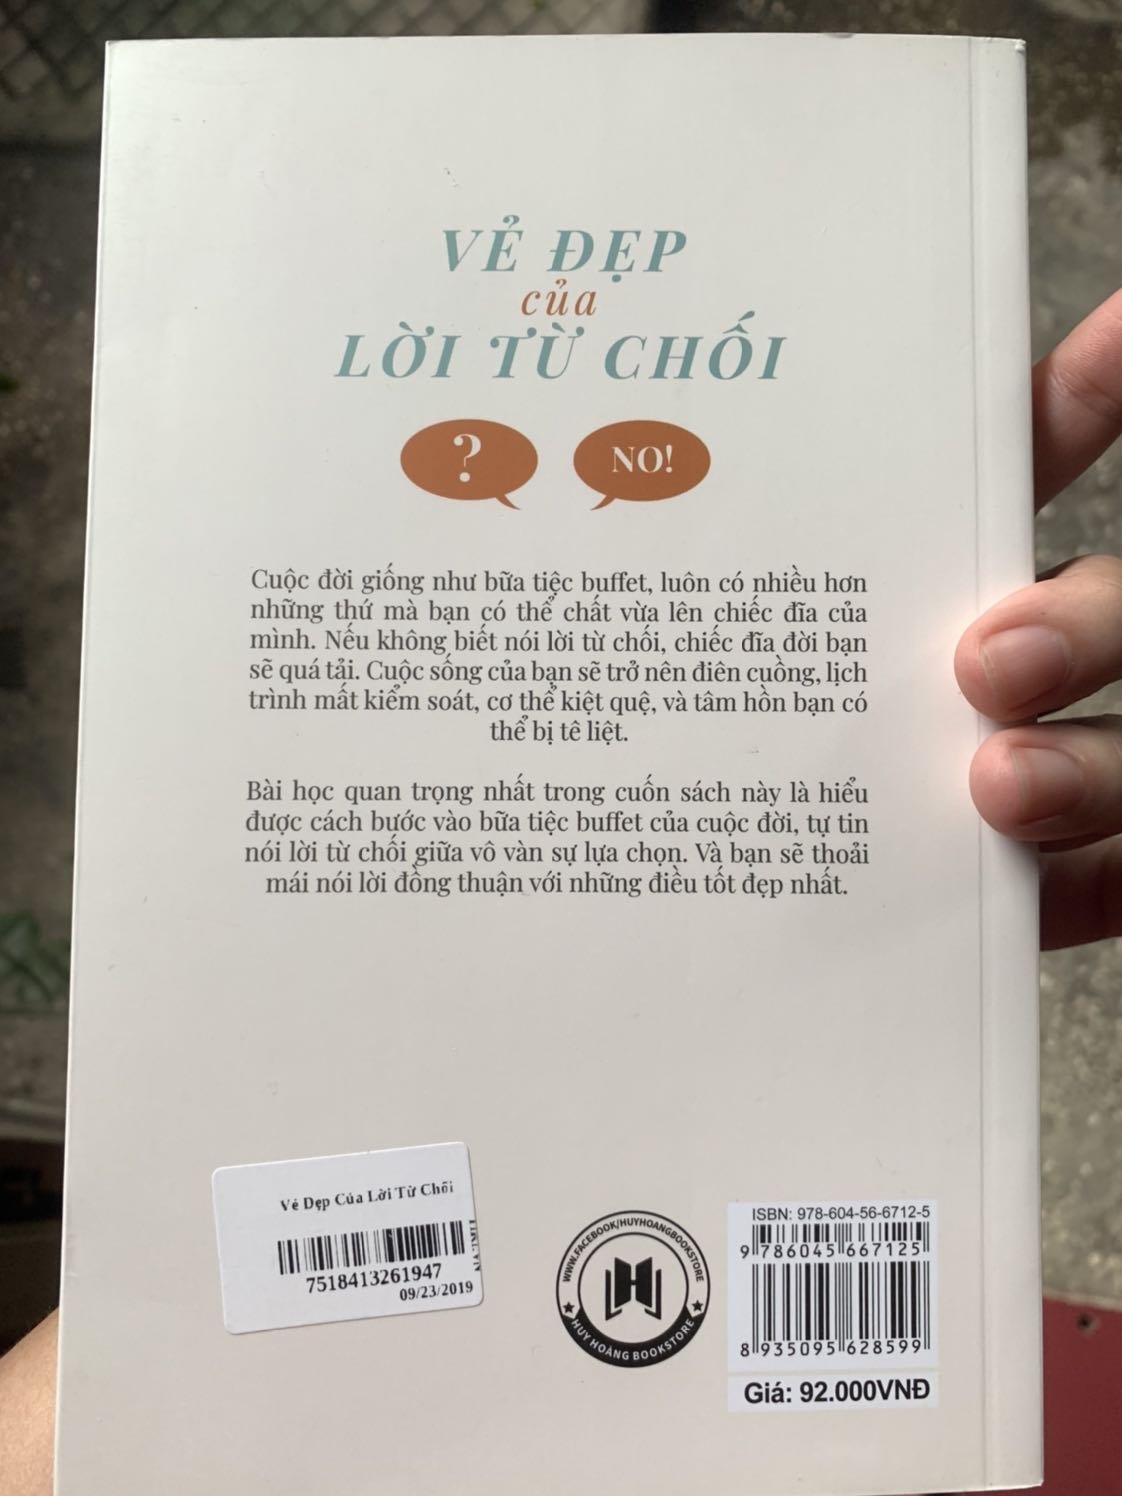 VẺ ĐẸP
của
LỜI TỪ CHỐI
?
NO!
Cuộc đời giống như bữa tiệc buffet, luôn có nhiều hơn
những thứ mà bạn có thể chất vừa lên chiếc đĩa của
mình. Nếu không biết nói lời từ chối, chiếc đĩa đời bạn
sẽ quá tải. Cuộc sống của bạn sẽ trở nên điên cuồng, lịch
trình mất kiểm soát, cơ thể kiệt quệ, và tâm hồn bạn có
thể bị tê liệt.
Bài học quan trọng nhất trong cuốn sách này là hiểu
được cách bước vào bữa tiệc buffet của cuộc đời, tự tin
nói lời từ chối giữa vô vàn sự lựa chọn. Và bạn sẽ thoải
mái nói lời đồng thuận với những điều tốt đẹp nhất.
Vẻ Đẹp Của Lời Từ Chối
7518413261947
09/23/2019
WWW.FACEBOOK/HUYHOANGBOOKSTORE
HUY HOÀNG BOOKSTORE
ISBN: 978-604-56-6712-5
9 786045 667125
8 935095 628599
Giá: 92.000VNĐ